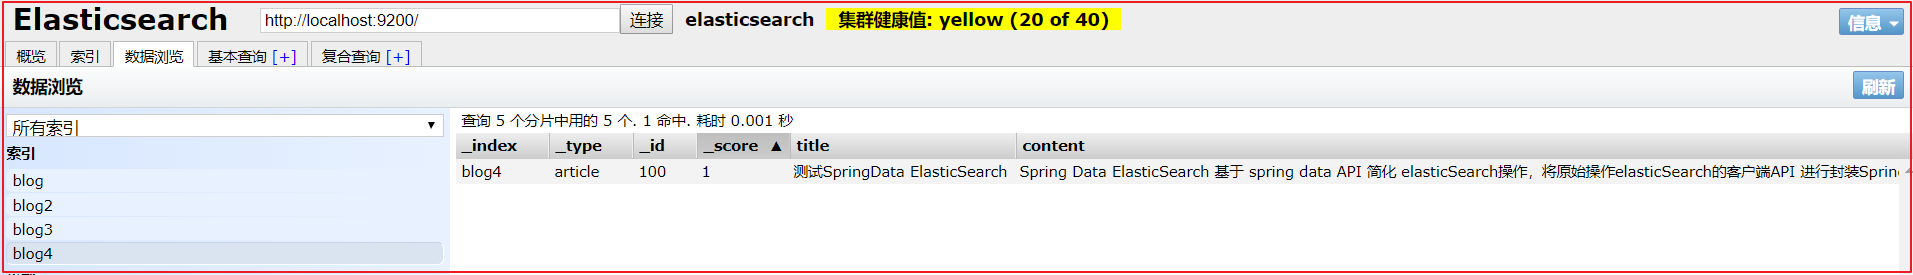 Elasticsearch http://localhost:9200/ 连接 elasticsearch 集群健康值: yellow (20 of 40) 信息
概览 索引 数据浏览 基本查询 [+] 复合查询 [+]
数据浏览 刷新
所有索引
索引
blog
blog2
blog3
blog4
查询 5 个分片中用的 5 个. 1 命中. 耗时 0.001 秒
_index _type _id _score ▲ title content
blog4 article 100 1 测试SpringData ElasticSearch Spring Data ElasticSearch 基于 spring data API 简化 elasticSearch操作，将原始操作elasticSearch的客户端API 进行封装Spring